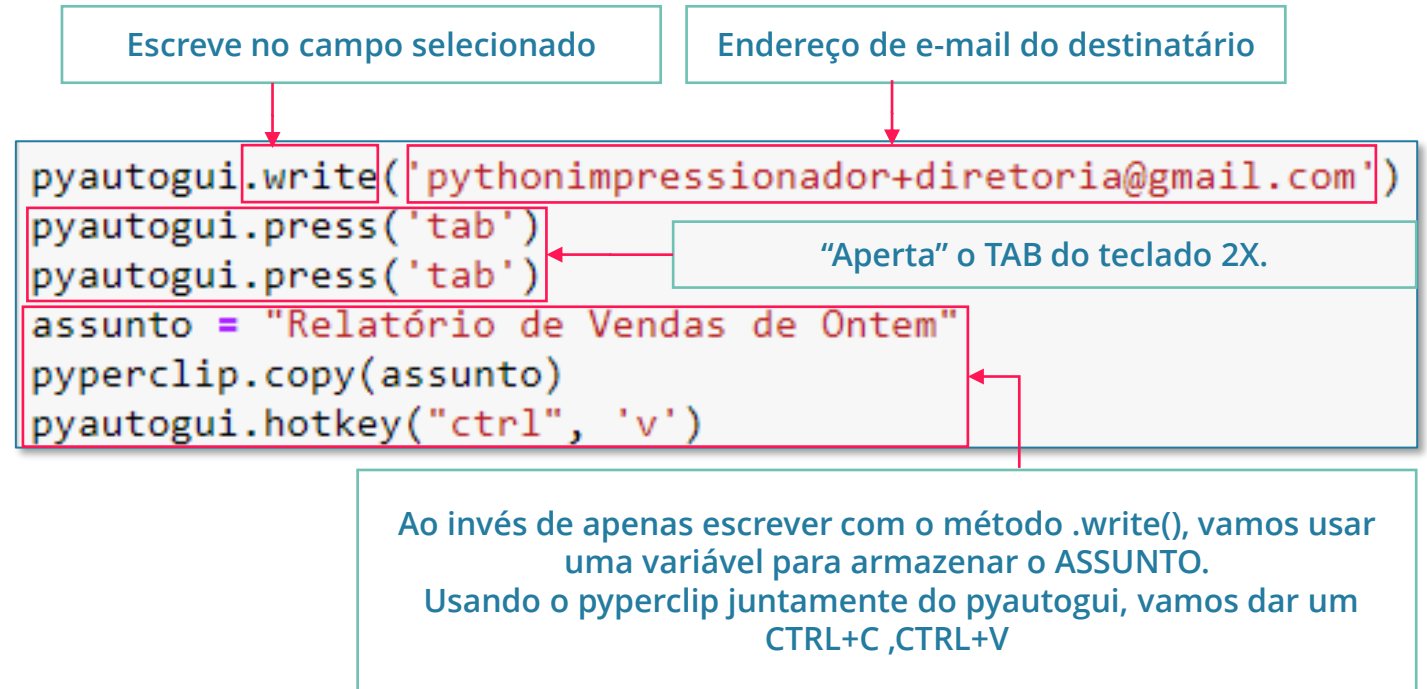 Escreve no campo selecionado
Endereço de e-mail do destinatário
pyautogui.write('pythonimpressionador+diretoria@gmail.com')
pyautogui.press('tab')
pyautogui.press('tab')
“Aperta” o TAB do teclado 2X.
assunto = "Relatório de Vendas de Ontem"
pyperclip.copy(assunto)
pyautogui.hotkey("ctrl", 'v')
Ao invés de apenas escrever com o método .write(), vamos usar
uma variável para armazenar o ASSUNTO.
Usando o pyperclip juntamente do pyautogui, vamos dar um
CTRL+C ,CTRL+V